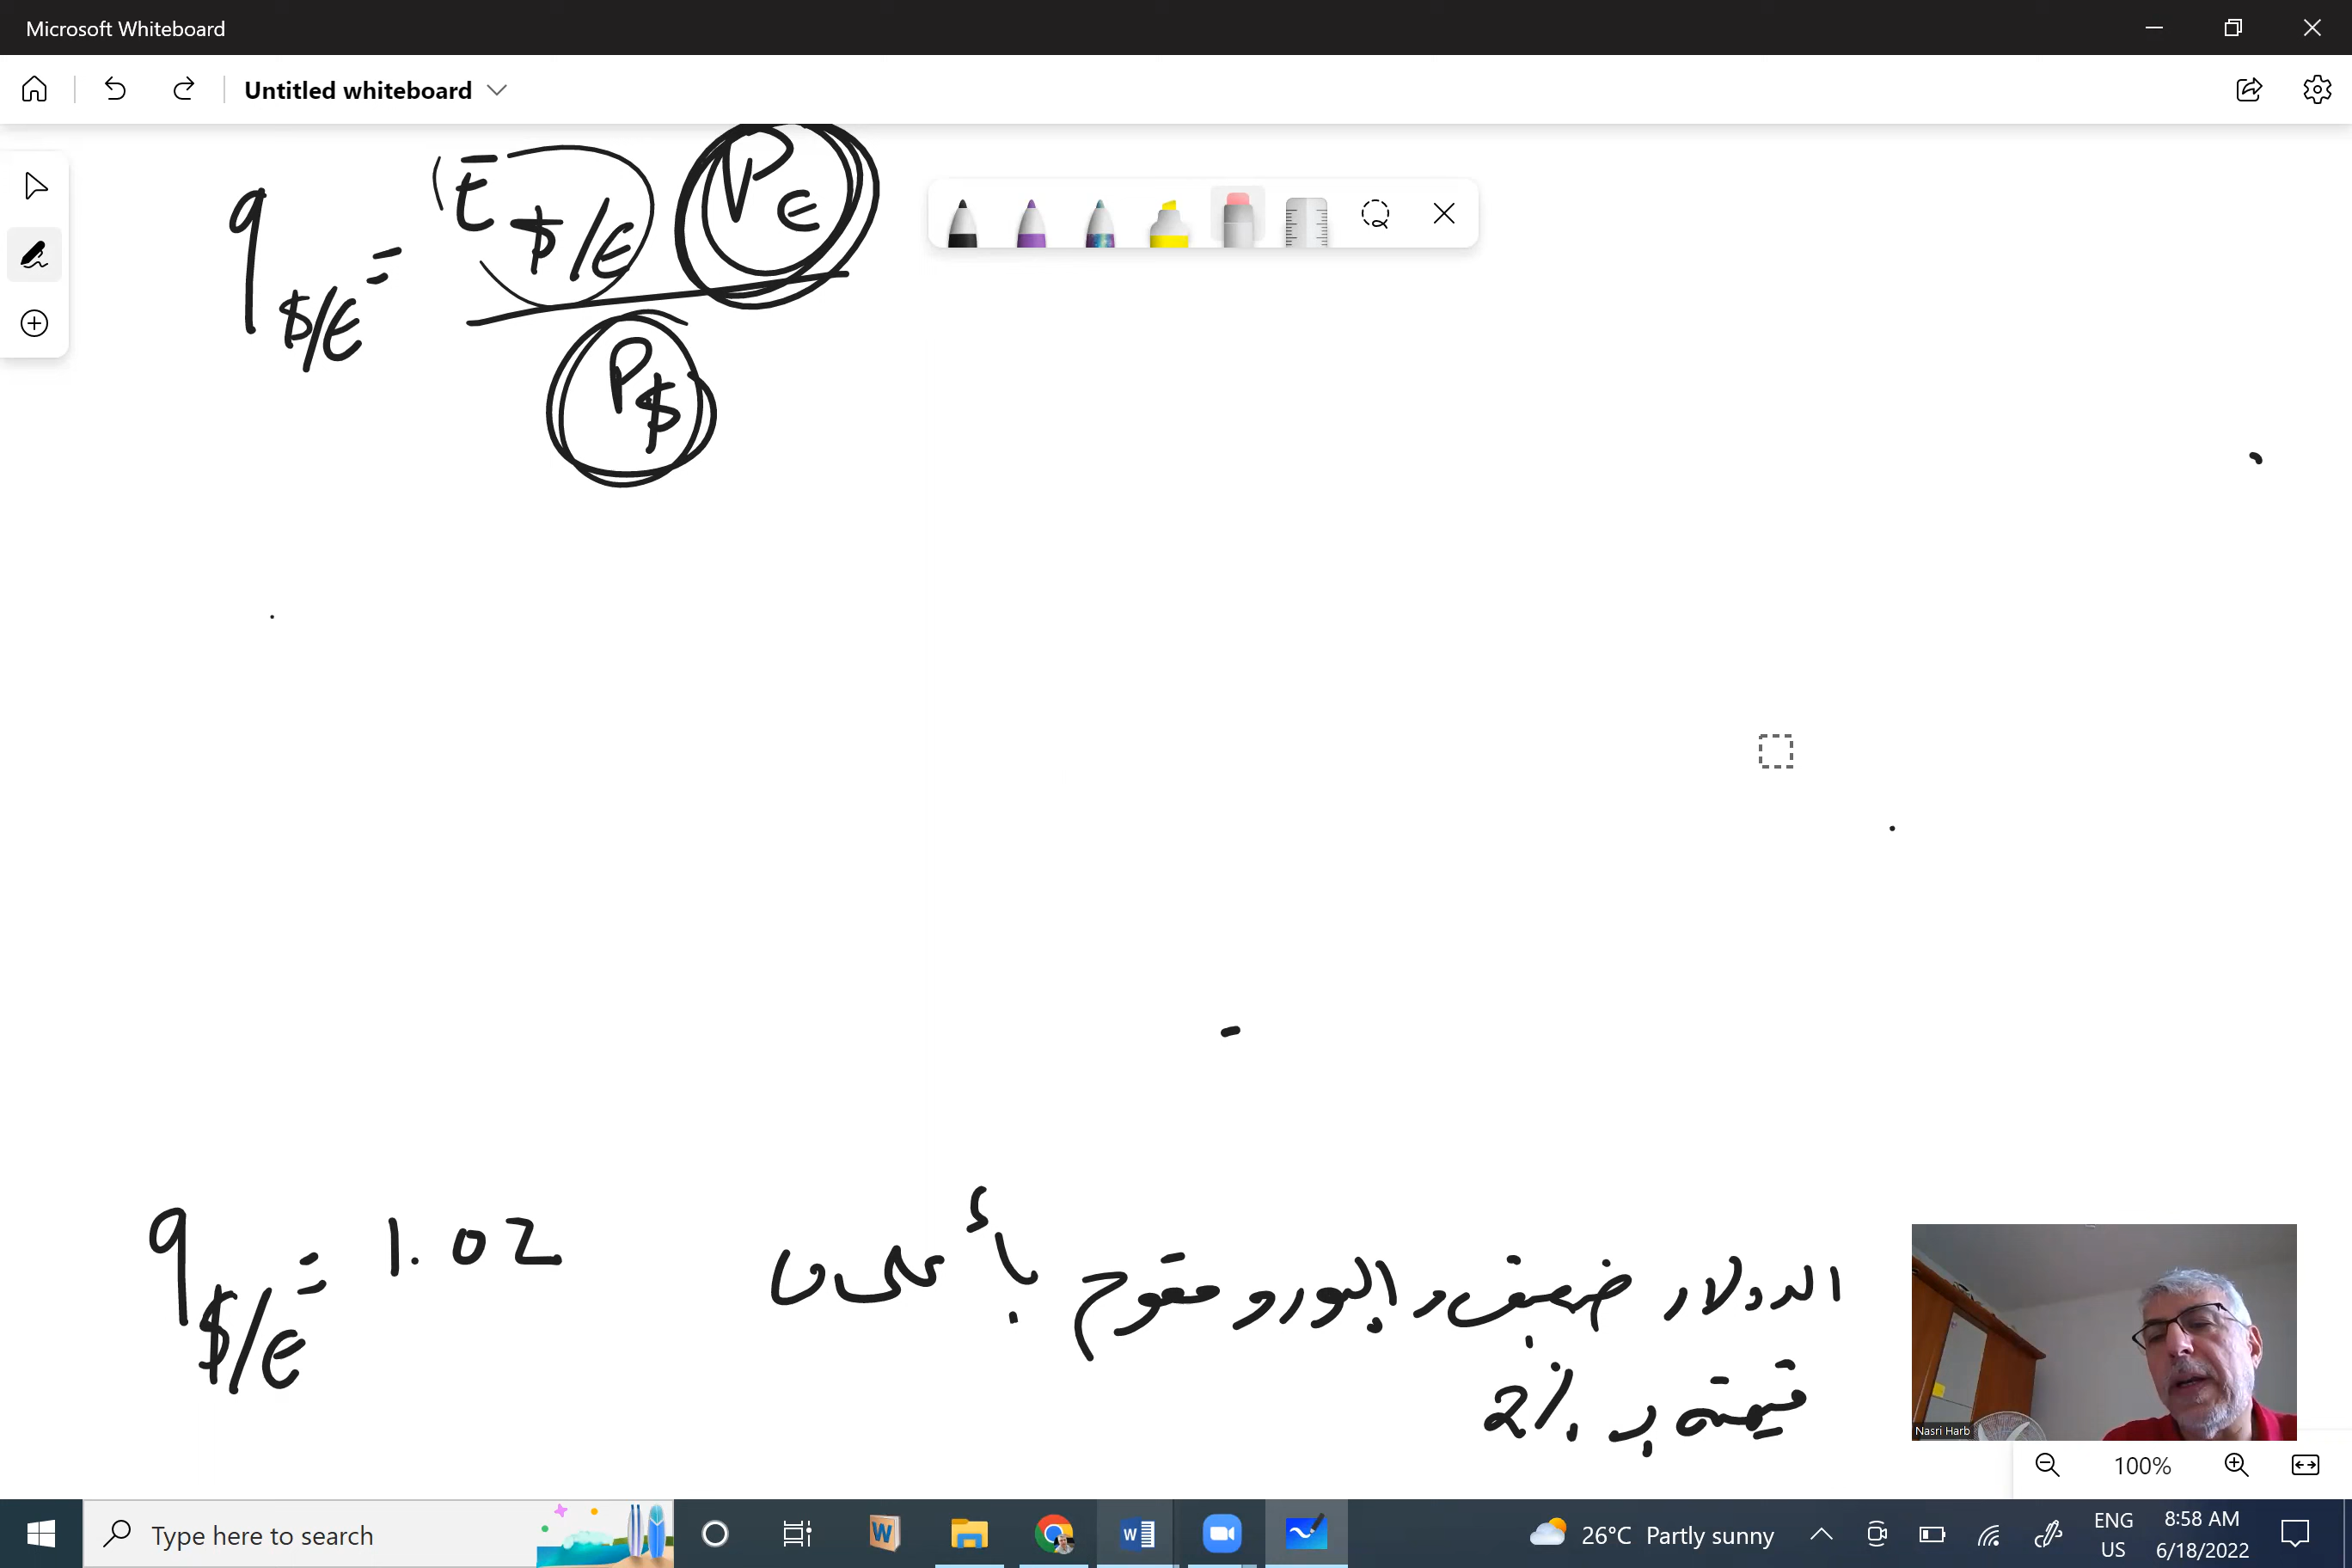 Microsoft Whiteboard
Untitled whiteboard
q $/€ = Ē $/€ P€
P$
q $/€ = 1.02
الدولار ضعيف و اليورو مقوم بأعلى من
قيمته بـ 2%
Nasri Harb
100%
Type here to search
26°C Partly sunny
ENG
US
8:58 AM
6/18/2022